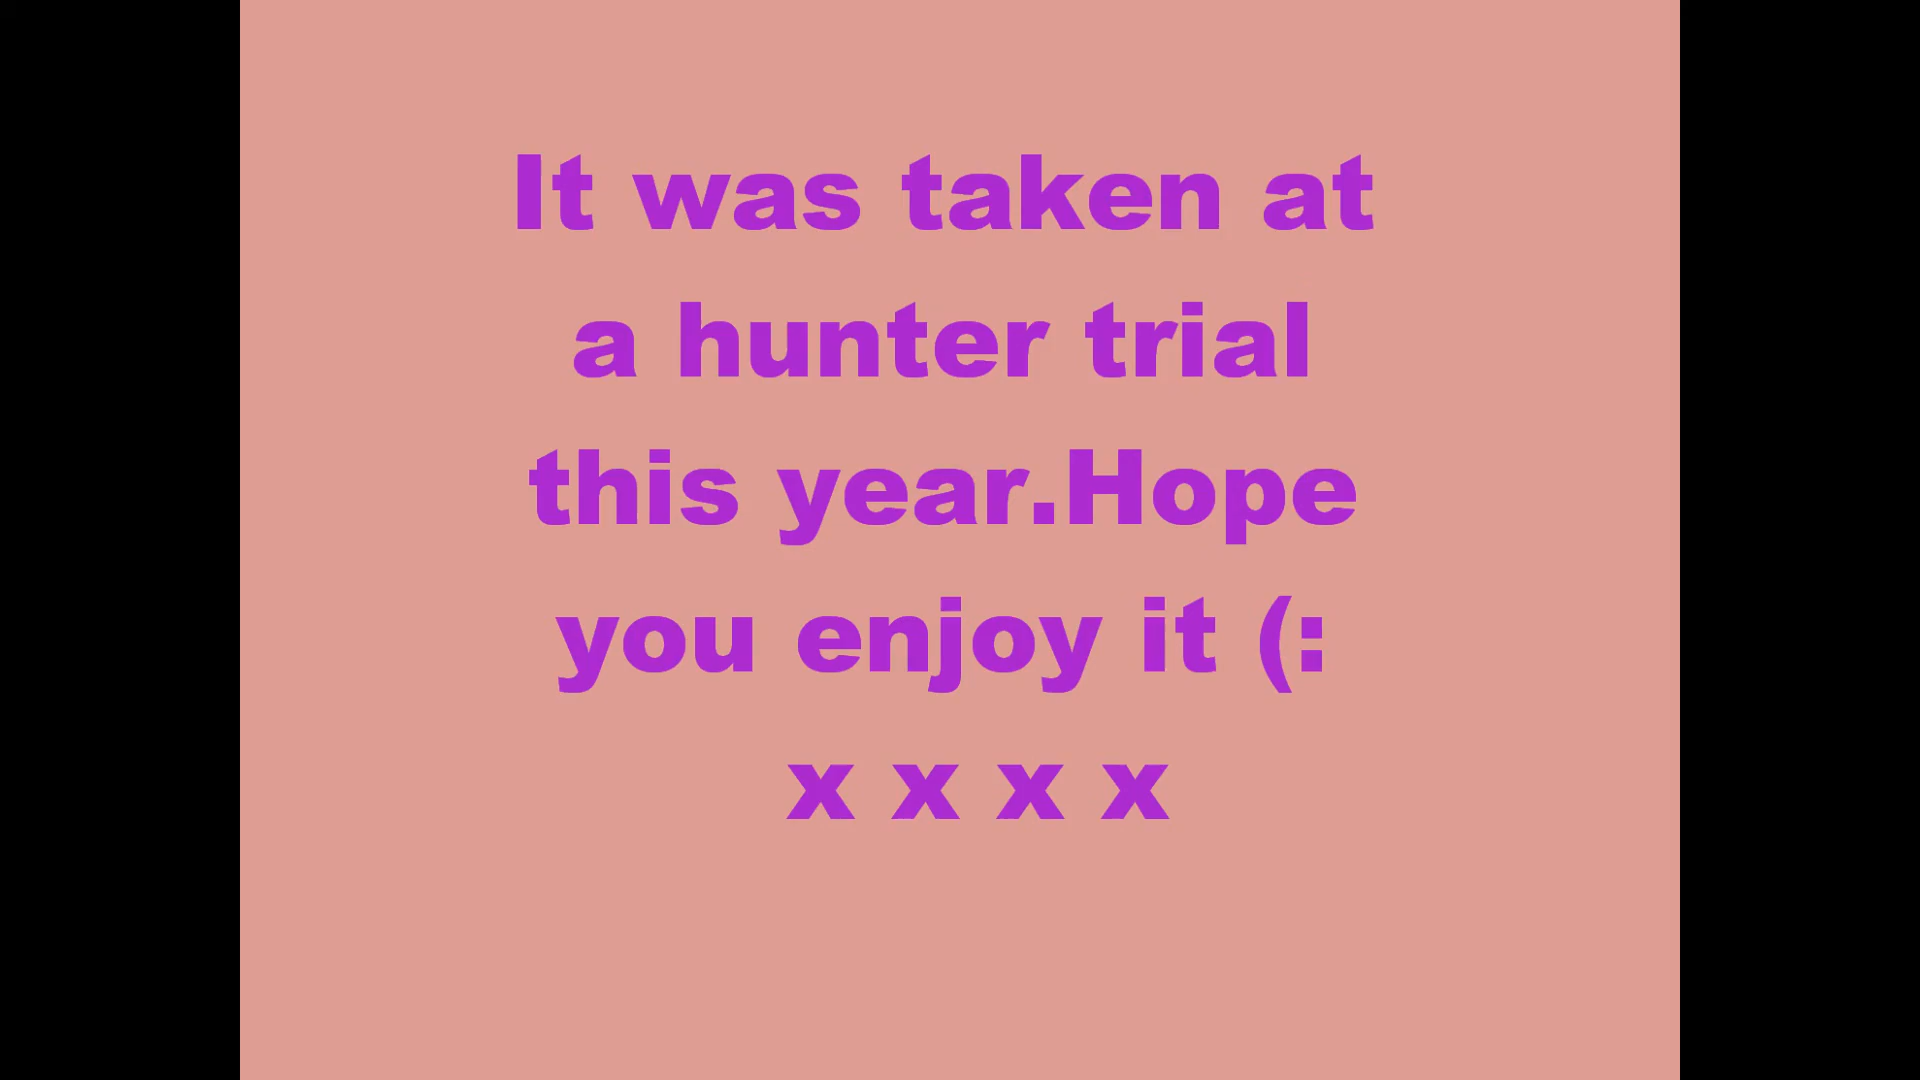 It was taken at
a hunter trial
this year.Hope
you enjoy it (:
x x x x